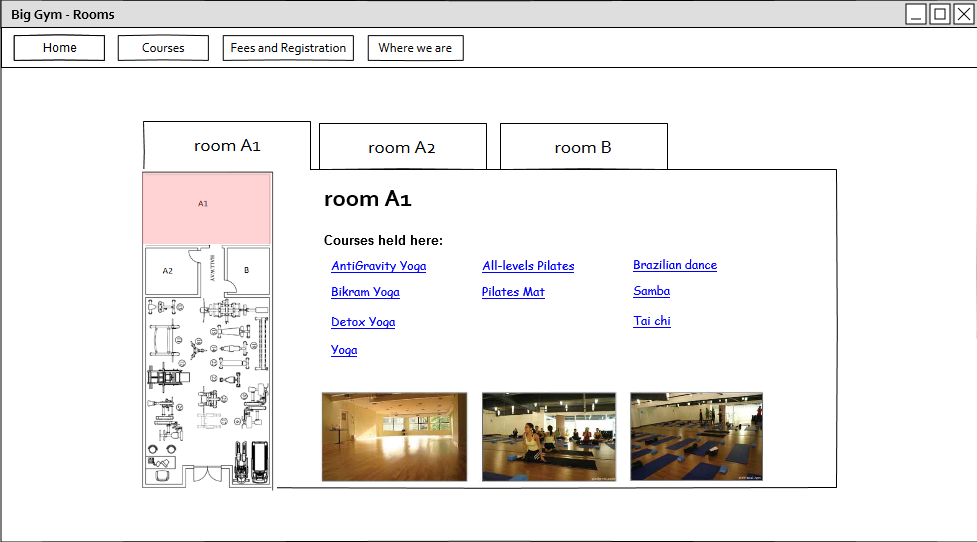 Big Gym - Rooms
Home Courses Fees and Registration Where we are
room A1 room A2 room B
A1
A2
HALLWAY
B
room A1
Courses held here:
AntiGravity Yoga All-levels Pilates Brazilian dance
Bikram Yoga Pilates Mat Samba
Detox Yoga Tai chi
Yoga